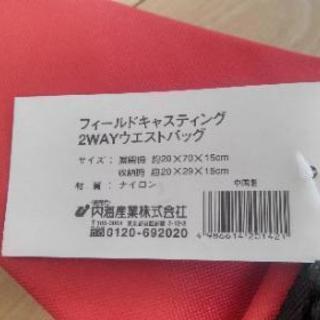 フィールドキャスティング
2WAYウエストバッグ
サイズ：展開時 約20×70×15cm
収納時 約20×29×15cm
材　質：ナイロン　中国製
内海産業株式会社
0120-692020
4986614201421